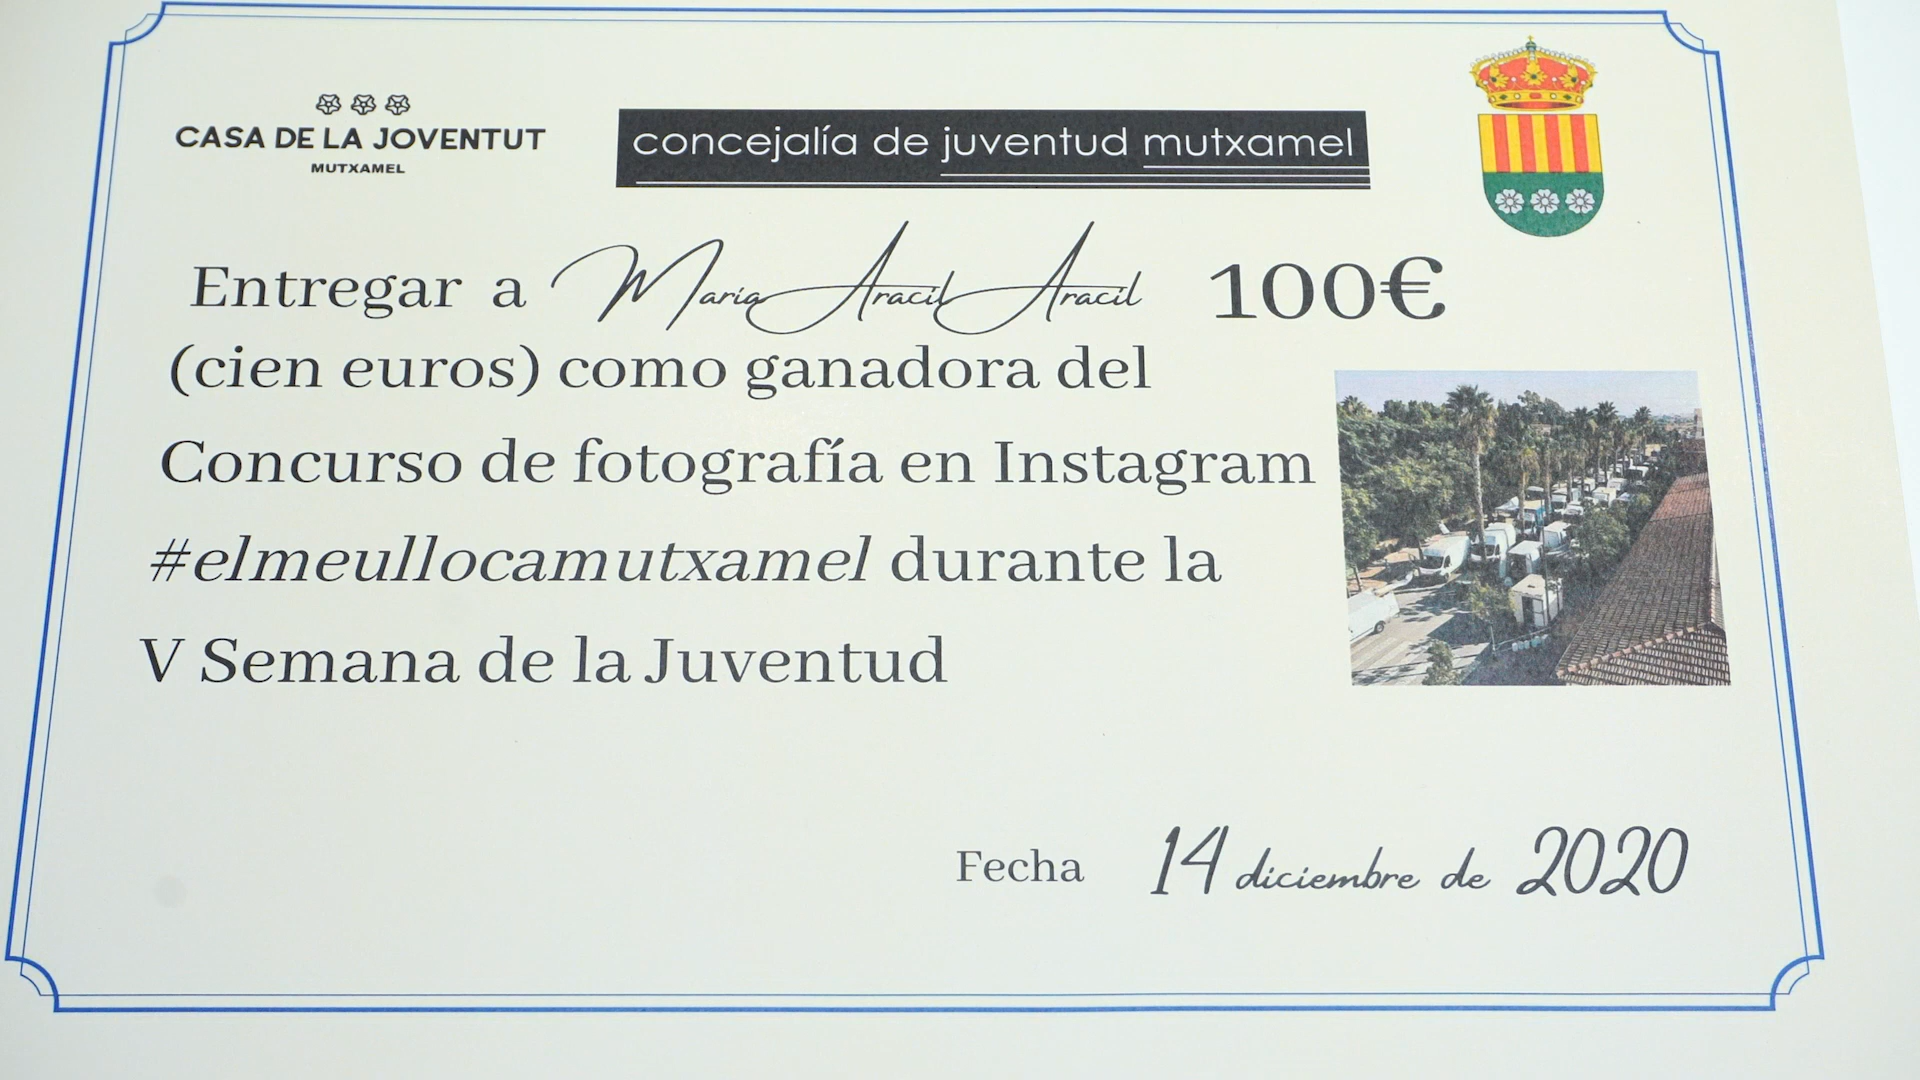 CASA DE LA JOVENTUT
MUTXAMEL
concejalía de juventud mutxamel
Entregar a Maria Aracil Aracil 100€
(cien euros) como ganadora del
Concurso de fotografía en Instagram
#elmeullocamutxamel durante la
V Semana de la Juventud
Fecha 14 diciembre de 2020